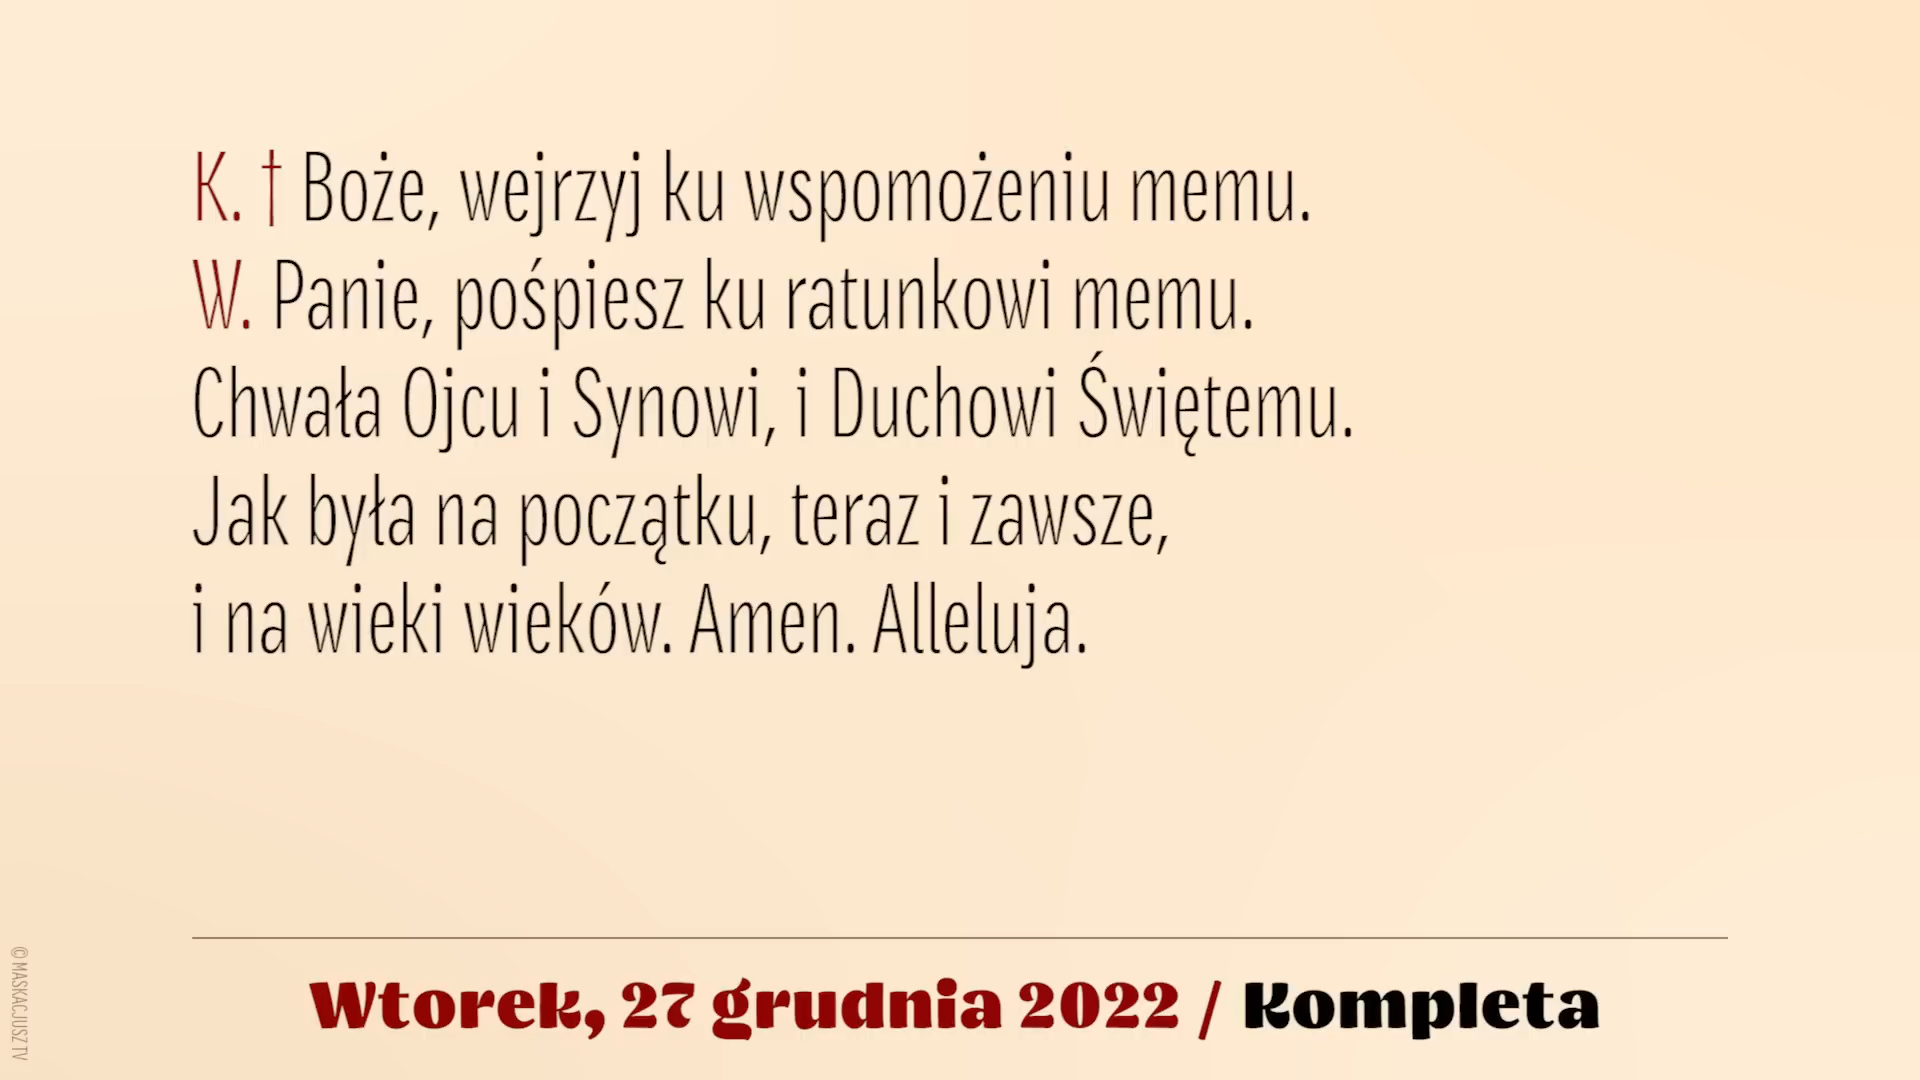 K. † Boże, wejrzyj ku wspomożeniu memu.
W. Panie, pośpiesz ku ratunkowi memu.
Chwała Ojcu i Synowi, i Duchowi Świętemu.
Jak była na początku, teraz i zawsze,
i na wieki wieków. Amen. Alleluja.
Wtorek, 27 grudnia 2022 / Kompleta
© MASKACJUSZ TV